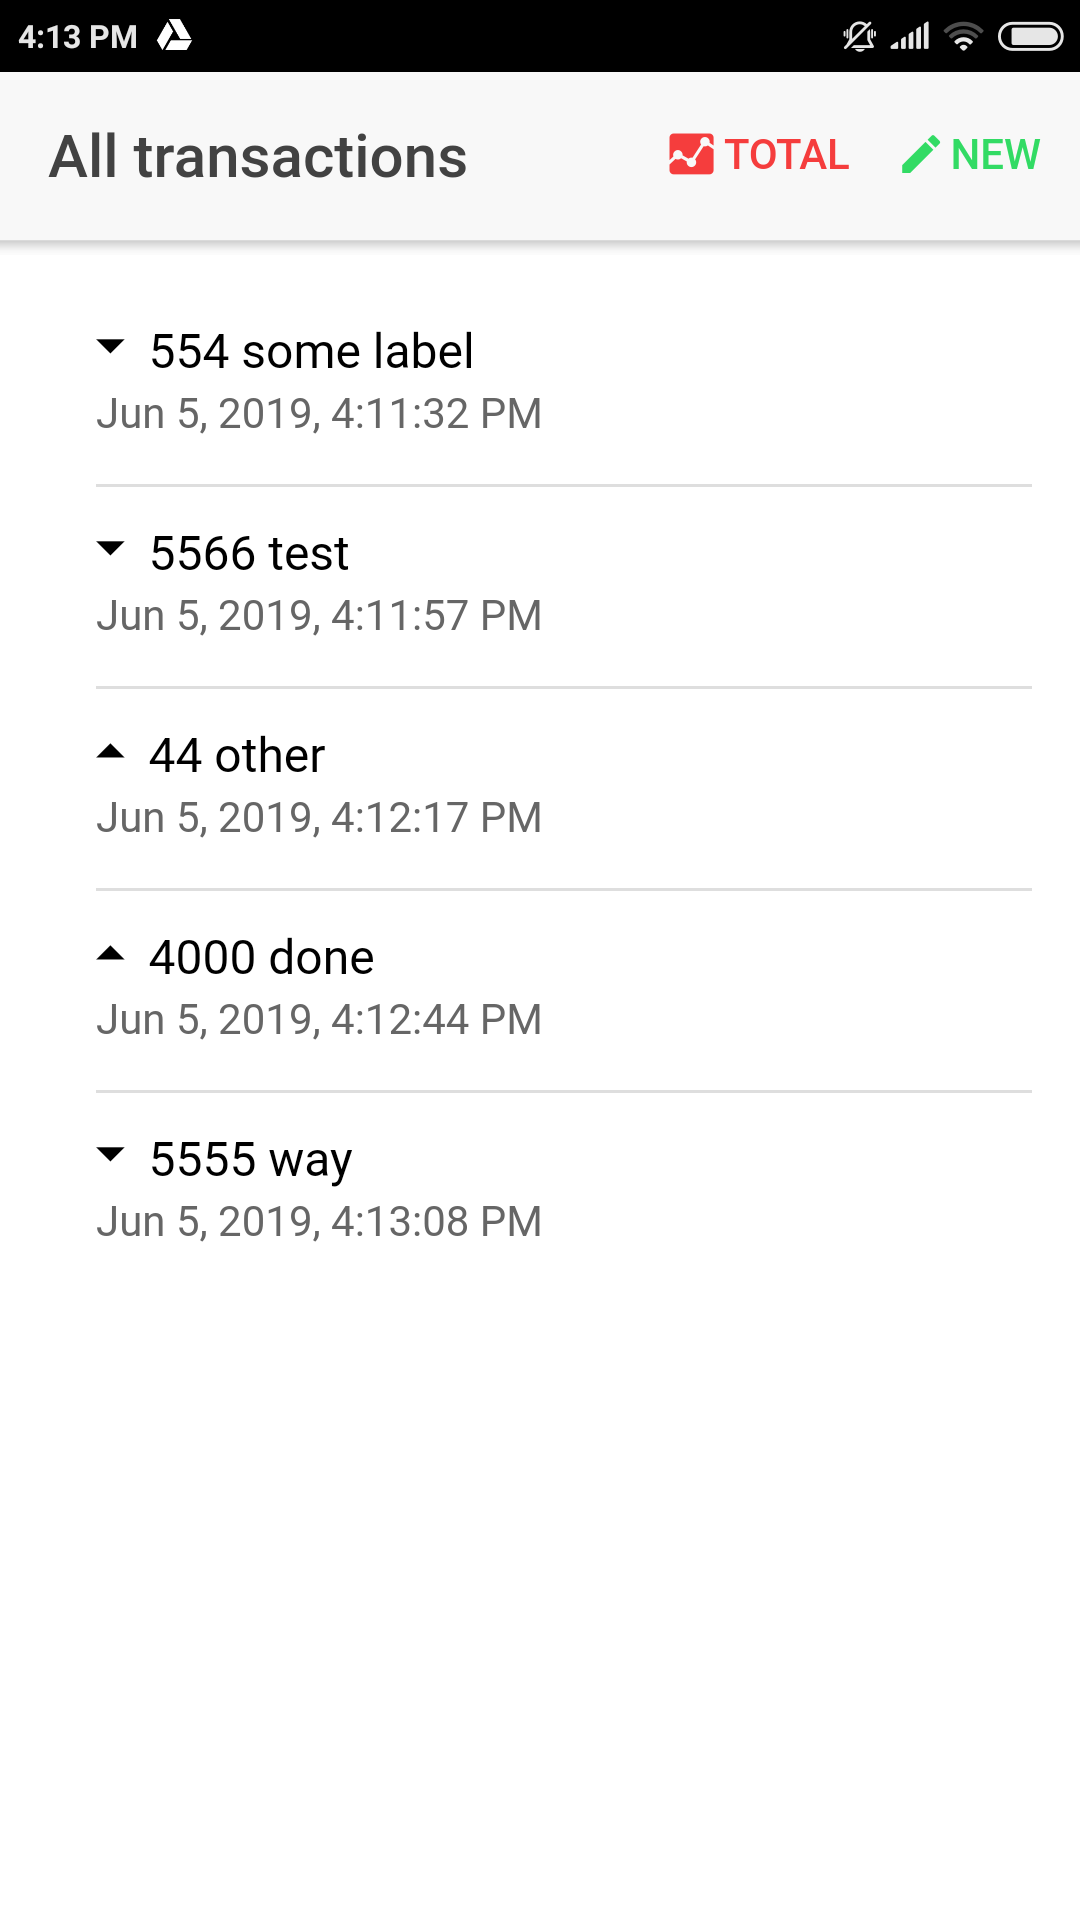 4:13 PM
All transactions TOTAL NEW
554 some label
Jun 5, 2019, 4:11:32 PM
5566 test
Jun 5, 2019, 4:11:57 PM
44 other
Jun 5, 2019, 4:12:17 PM
4000 done
Jun 5, 2019, 4:12:44 PM
5555 way
Jun 5, 2019, 4:13:08 PM